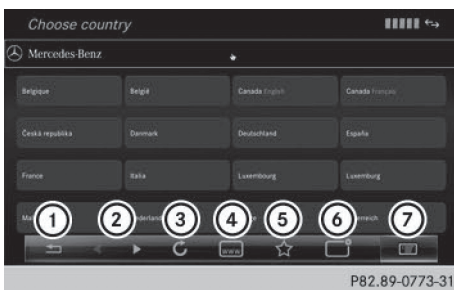 Choose country
Mercedes-Benz
Belgique België Canada English Canada Français
Česká republika Danmark Deutschland España
France Italia Luxembourg Luxemburg
1 2 3 4 5 6 7
www
P82.89-0773-31